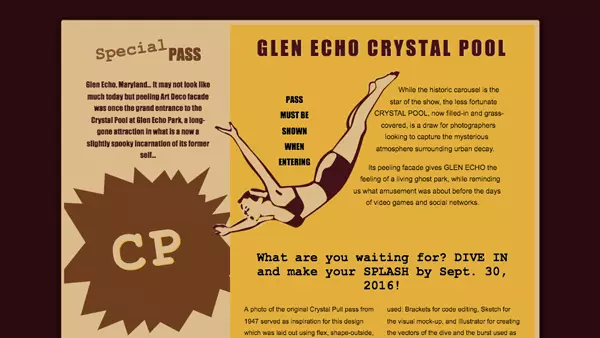 Special PASS
Glen Echo, Maryland... It may not look like
much today but peeling Art Deco facade
was once the grand entrance to the
Crystal Pool at Glen Echo Park, a long-
gone attraction in what is a now a
slightly spooky incarnation of its former
self...
CP
GLEN ECHO CRYSTAL POOL
PASS
MUST BE
SHOWN
WHEN
ENTERING
While the historic carousel is the
star of the show, the less fortunate
CRYSTAL POOL, now filled-in and grass-
covered, is a draw for photographers
looking to capture the mysterious
atmosphere surrounding urban decay.
Its peeling facade gives GLEN ECHO the
feeling of a living ghost park, while reminding
us what amusement was about before the days
of video games and social networks.
What are you waiting for? DIVE IN
and make your SPLASH by Sept. 30,
2016!
A photo of the original Crystal Pull pass from
1947 served as inspiration for this design
which was laid out using flex, shape-outside,
used: Brackets for code editing, Sketch for
the visual mock-up, and Illustrator for creating
the vectors of the dive and the burst used as